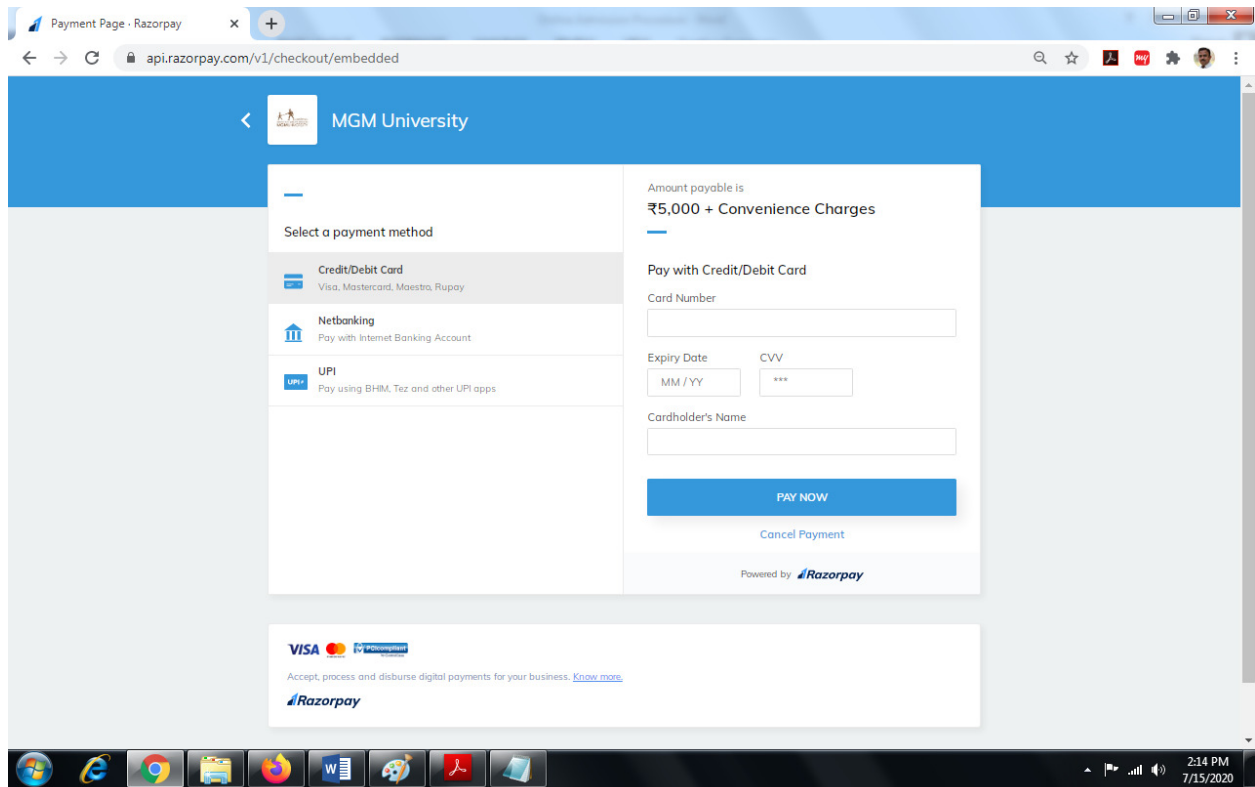 Payment Page · Razorpay
api.razorpay.com/v1/checkout/embedded
MGM University
Select a payment method
Credit/Debit Card
Visa, Mastercard, Maestro, Rupay
Netbanking
Pay with Internet Banking Account
UPI
UPI
Pay using BHIM, Tez and other UPI apps
Amount payable is
₹5,000 + Convenience Charges
Pay with Credit/Debit Card
Card Number
Expiry Date CVV
MM / YY ***
Cardholder's Name
PAY NOW
Cancel Payment
Powered by Razorpay
VISA PCI compliant
Accept, process and disburse digital payments for your business. Know more.
Razorpay
2:14 PM
7/15/2020